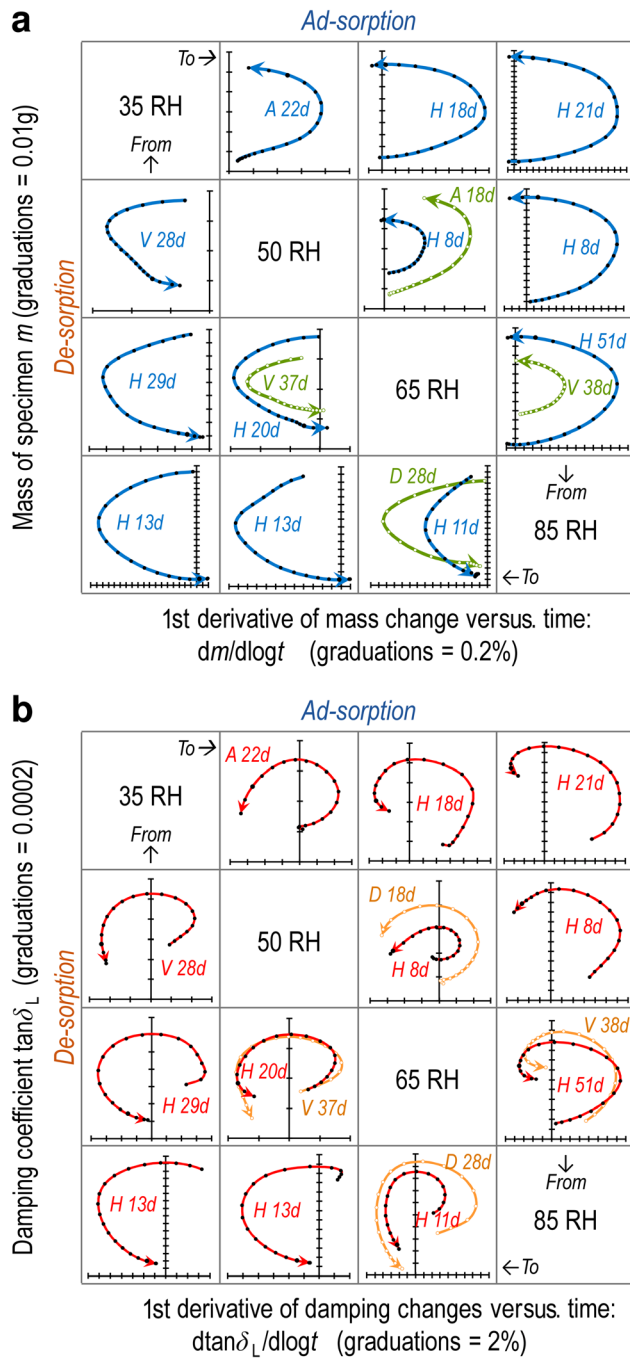 a
Ad-sorption
De-sorption
Mass of specimen m (graduations = 0.01g)
To →
35 RH
From
↑
A 22d
H 18d
H 21d
V 28d
50 RH
A 18d
H 8d
H 8d
H 29d
V 37d
H 20d
65 RH
H 51d
V 38d
H 13d
H 13d
D 28d
H 11d
↓
From
85 RH
←To
1st derivative of mass change versus. time:
dm/dlogt (graduations = 0.2%)
b
Ad-sorption
De-sorption
Damping coefficient tanδL (graduations = 0.0002)
To →
35 RH
From
↑
A 22d
H 18d
H 21d
V 28d
50 RH
D 18d
H 8d
H 8d
H 29d
H 20d
V 37d
65 RH
V 38d
H 51d
H 13d
H 13d
D 28d
H 11d
↓
From
85 RH
←To
1st derivative of damping changes versus. time:
dtanδL/dlogt (graduations = 2%)